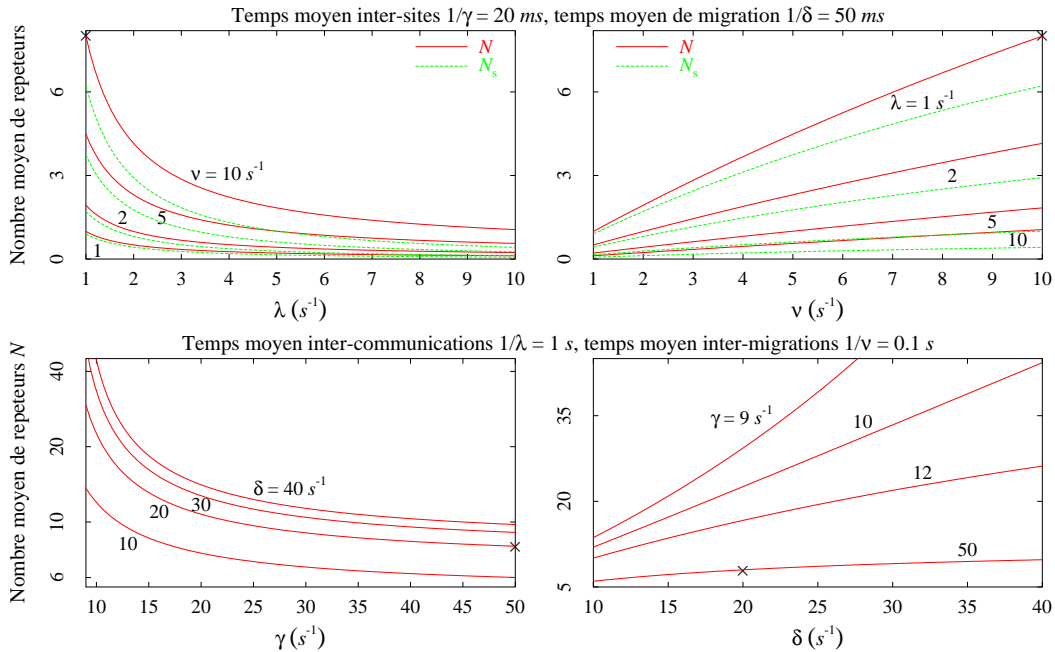 Temps moyen inter-sites 1/γ = 20 ms, temps moyen de migration 1/δ = 50 ms
Nombre moyen de repeteurs
6
3
0
N
Nₛ
ν = 10 s⁻¹
5
2
1
1 2 3 4 5 6 7 8 9 10
λ (s⁻¹)
6
3
0
N
Nₛ
λ = 1 s⁻¹
2
5
10
1 2 3 4 5 6 7 8 9 10
ν (s⁻¹)
Temps moyen inter-communications 1/λ = 1 s, temps moyen inter-migrations 1/ν = 0.1 s
Nombre moyen de repeteurs N
40
20
10
6
δ = 40 s⁻¹
30
20
10
10 15 20 25 30 35 40 45 50
γ (s⁻¹)
35
20
5
γ = 9 s⁻¹
10
12
50
10 15 20 25 30 35 40
δ (s⁻¹)